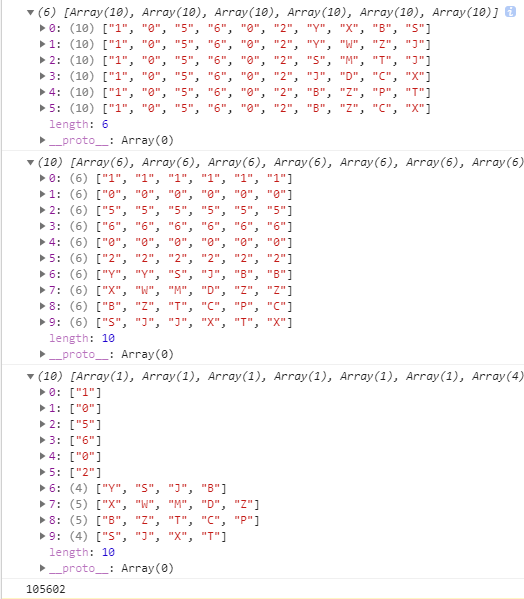 ▼(6) [Array(10), Array(10), Array(10), Array(10), Array(10), Array(10)] i
▶0: (10) ["1", "0", "5", "6", "0", "2", "Y", "X", "B", "S"]
▶1: (10) ["1", "0", "5", "6", "0", "2", "Y", "W", "Z", "J"]
▶2: (10) ["1", "0", "5", "6", "0", "2", "S", "M", "T", "J"]
▶3: (10) ["1", "0", "5", "6", "0", "2", "J", "D", "C", "X"]
▶4: (10) ["1", "0", "5", "6", "0", "2", "B", "Z", "P", "T"]
▶5: (10) ["1", "0", "5", "6", "0", "2", "B", "Z", "C", "X"]
length: 6
▶__proto__: Array(0)
▼(10) [Array(6), Array(6), Array(6), Array(6), Array(6), Array(6), Array(6
▶0: (6) ["1", "1", "1", "1", "1", "1"]
▶1: (6) ["0", "0", "0", "0", "0", "0"]
▶2: (6) ["5", "5", "5", "5", "5", "5"]
▶3: (6) ["6", "6", "6", "6", "6", "6"]
▶4: (6) ["0", "0", "0", "0", "0", "0"]
▶5: (6) ["2", "2", "2", "2", "2", "2"]
▶6: (6) ["Y", "Y", "S", "J", "B", "B"]
▶7: (6) ["X", "W", "M", "D", "Z", "Z"]
▶8: (6) ["B", "Z", "T", "C", "P", "C"]
▶9: (6) ["S", "J", "J", "X", "T", "X"]
length: 10
▶__proto__: Array(0)
▼(10) [Array(1), Array(1), Array(1), Array(1), Array(1), Array(1), Array(4)
▶0: ["1"]
▶1: ["0"]
▶2: ["5"]
▶3: ["6"]
▶4: ["0"]
▶5: ["2"]
▶6: (4) ["Y", "S", "J", "B"]
▶7: (5) ["X", "W", "M", "D", "Z"]
▶8: (5) ["B", "Z", "T", "C", "P"]
▶9: (4) ["S", "J", "X", "T"]
length: 10
▶__proto__: Array(0)
105602